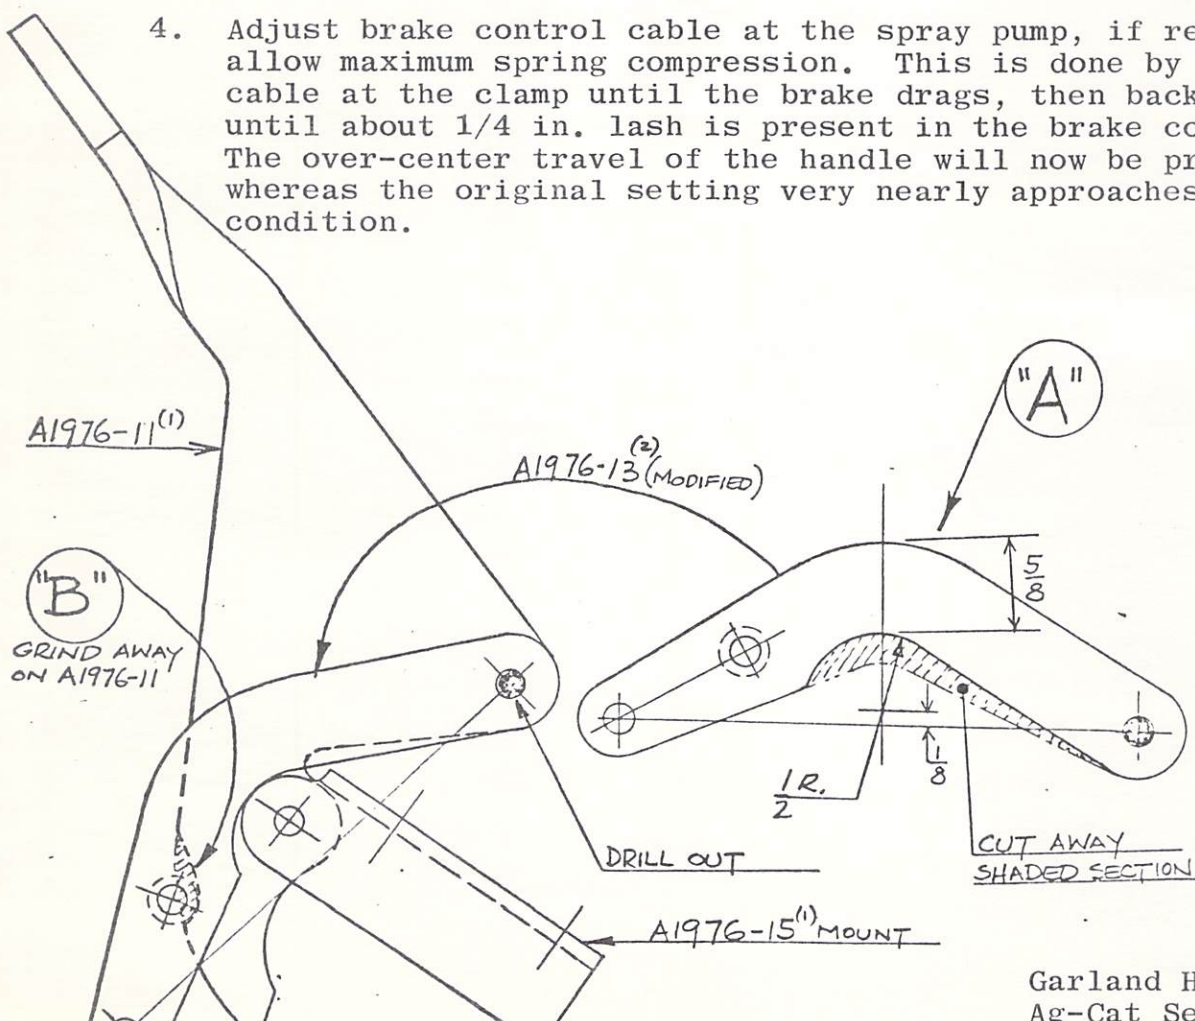 4. Adjust brake control cable at the spray pump, if re
allow maximum spring compression. This is done by
cable at the clamp until the brake drags, then back
until about 1/4 in. lash is present in the brake co
The over-center travel of the handle will now be pr
whereas the original setting very nearly approaches
condition.
"A"
A1976-11(1)
A1976-13(2)(MODIFIED)
5/8
"B"
GRIND AWAY
ON A1976-11
1/8
1/2 R.
DRILL OUT
CUT AWAY
SHADED SECTION
A1976-15(1) MOUNT
Garland H
Ag-Cat Se